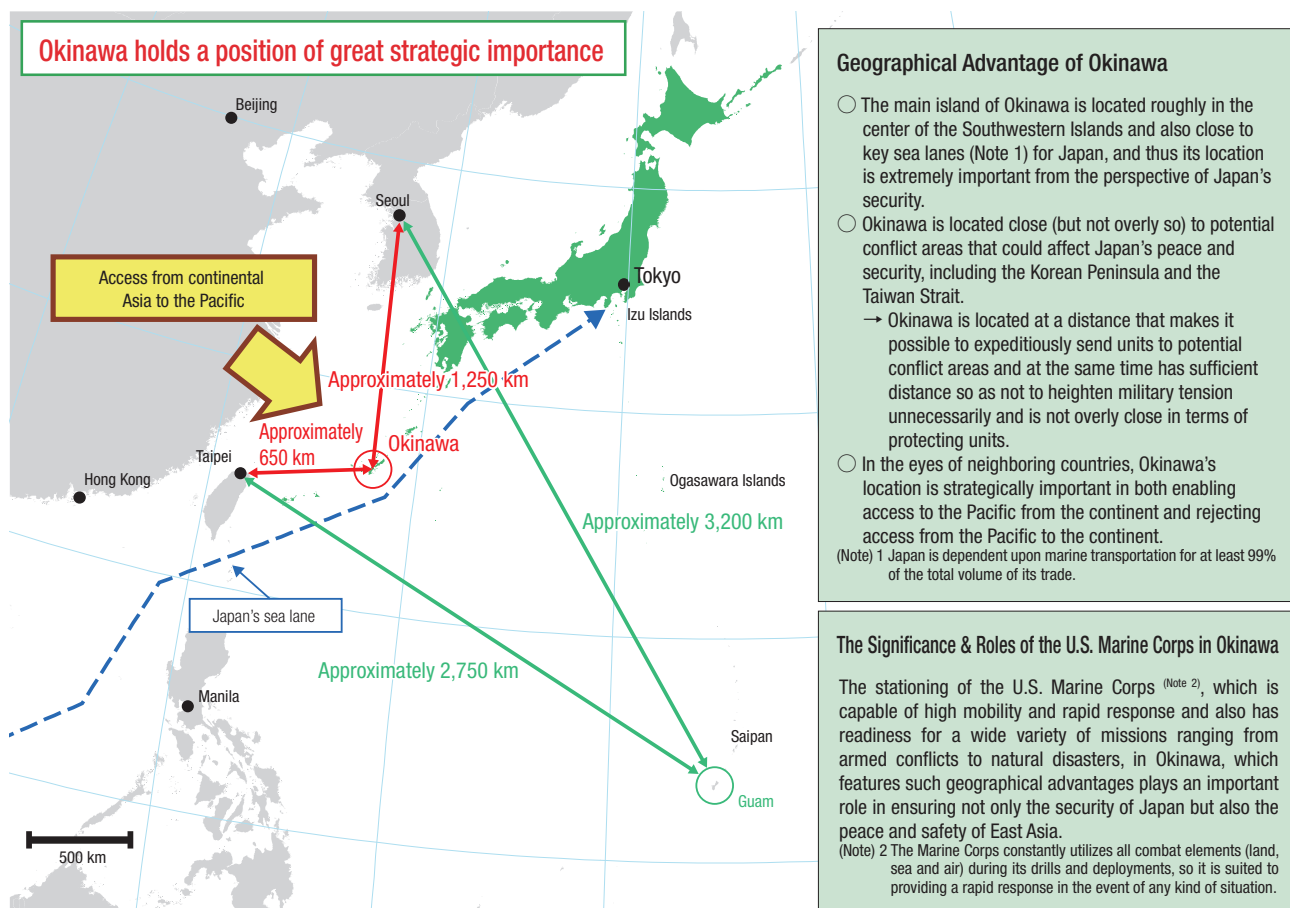 Okinawa holds a position of great strategic importance
Beijing
Seoul
Access from continental
Asia to the Pacific
Tokyo
Izu Islands
Approximately 1,250 km
Approximately
650 km
Okinawa
Taipei
Hong Kong
Ogasawara Islands
Approximately 3,200 km
Japan's sea lane
Approximately 2,750 km
Manila
Saipan
Guam
500 km
Geographical Advantage of Okinawa
○ The main island of Okinawa is located roughly in the
center of the Southwestern Islands and also close to
key sea lanes (Note 1) for Japan, and thus its location
is extremely important from the perspective of Japan's
security.
○ Okinawa is located close (but not overly so) to potential
conflict areas that could affect Japan's peace and
security, including the Korean Peninsula and the
Taiwan Strait.
→ Okinawa is located at a distance that makes it
possible to expeditiously send units to potential
conflict areas and at the same time has sufficient
distance so as not to heighten military tension
unnecessarily and is not overly close in terms of
protecting units.
○ In the eyes of neighboring countries, Okinawa's
location is strategically important in both enabling
access to the Pacific from the continent and rejecting
access from the Pacific to the continent.
(Note) 1 Japan is dependent upon marine transportation for at least 99%
of the total volume of its trade.
The Significance & Roles of the U.S. Marine Corps in Okinawa
The stationing of the U.S. Marine Corps (Note 2), which is
capable of high mobility and rapid response and also has
readiness for a wide variety of missions ranging from
armed conflicts to natural disasters, in Okinawa, which
features such geographical advantages plays an important
role in ensuring not only the security of Japan but also the
peace and safety of East Asia.
(Note) 2 The Marine Corps constantly utilizes all combat elements (land,
sea and air) during its drills and deployments, so it is suited to
providing a rapid response in the event of any kind of situation.